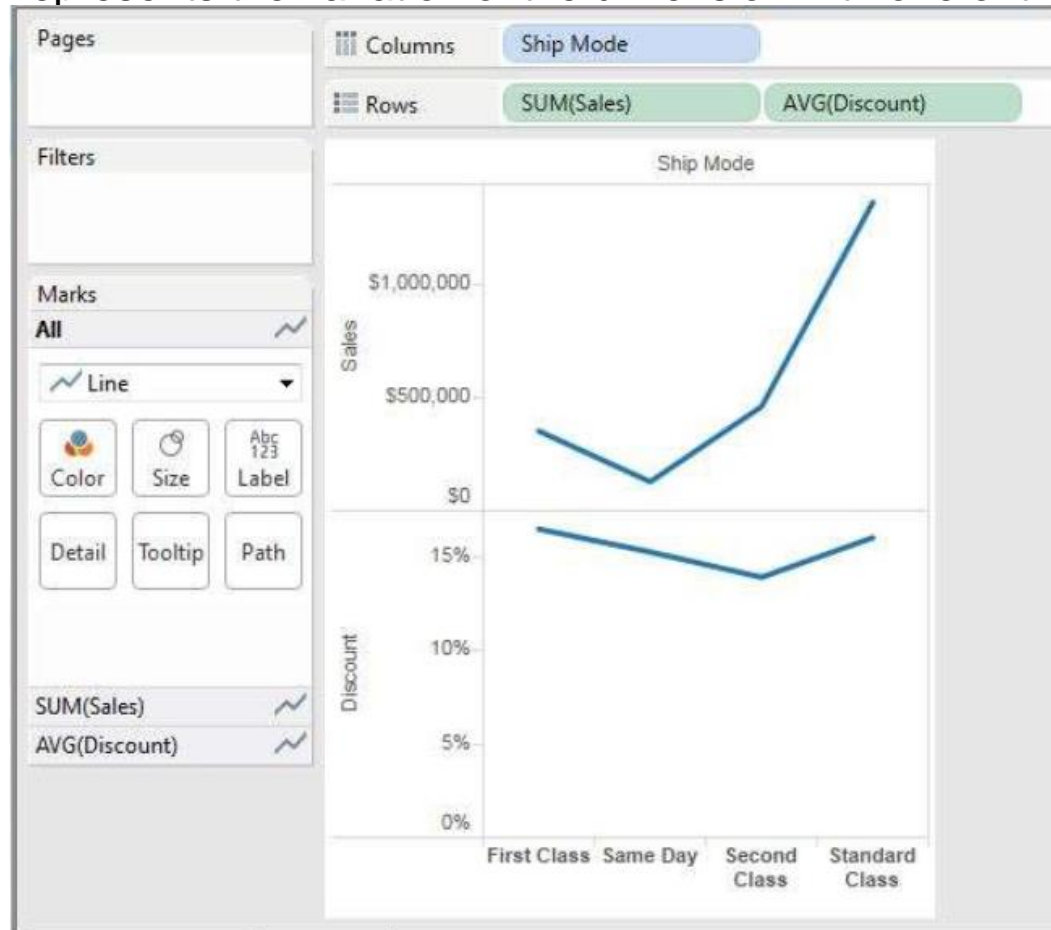 Pages
Columns Ship Mode
Rows SUM(Sales) AVG(Discount)
Filters
Marks
All
Line
Color
Size
Abc
123
Label
Detail
Tooltip
Path
SUM(Sales)
AVG(Discount)
Ship Mode
Sales
$1,000,000
$500,000
$0
Discount
15%
10%
5%
0%
First Class
Same Day
Second
Class
Standard
Class